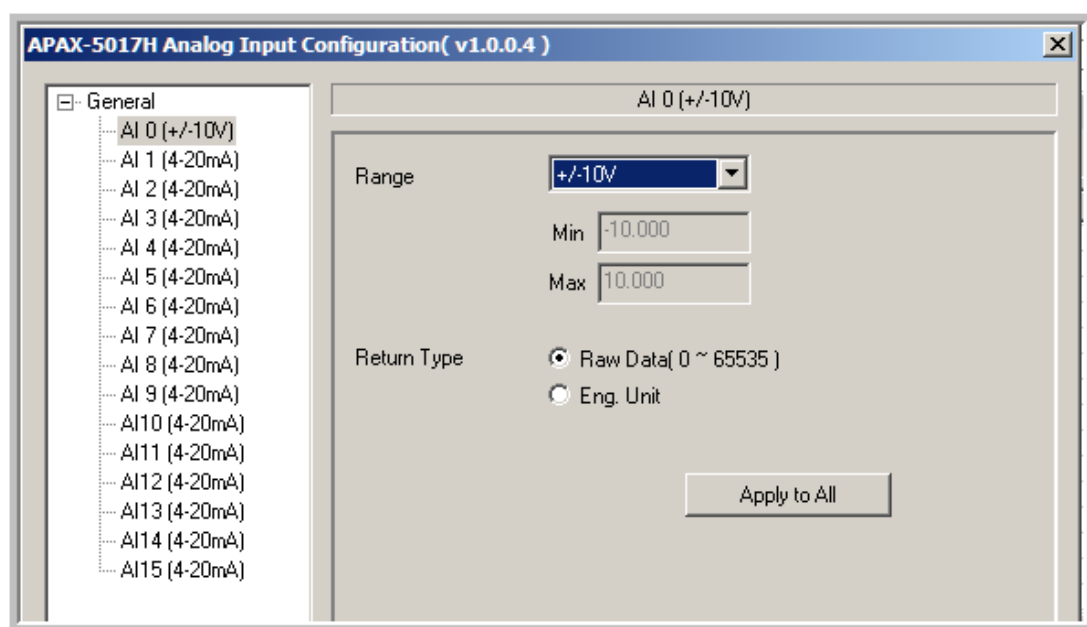 APAX-5017H Analog Input Configuration( v1.0.0.4 )
General
AI 0 (+/-10V)
AI 1 (4-20mA)
AI 2 (4-20mA)
AI 3 (4-20mA)
AI 4 (4-20mA)
AI 5 (4-20mA)
AI 6 (4-20mA)
AI 7 (4-20mA)
AI 8 (4-20mA)
AI 9 (4-20mA)
AI10 (4-20mA)
AI11 (4-20mA)
AI12 (4-20mA)
AI13 (4-20mA)
AI14 (4-20mA)
AI15 (4-20mA)
AI 0 (+/-10V)
Range +/-10V
Min -10.000
Max 10.000
Return Type Raw Data( 0 ~ 65535 )
Eng. Unit
Apply to All